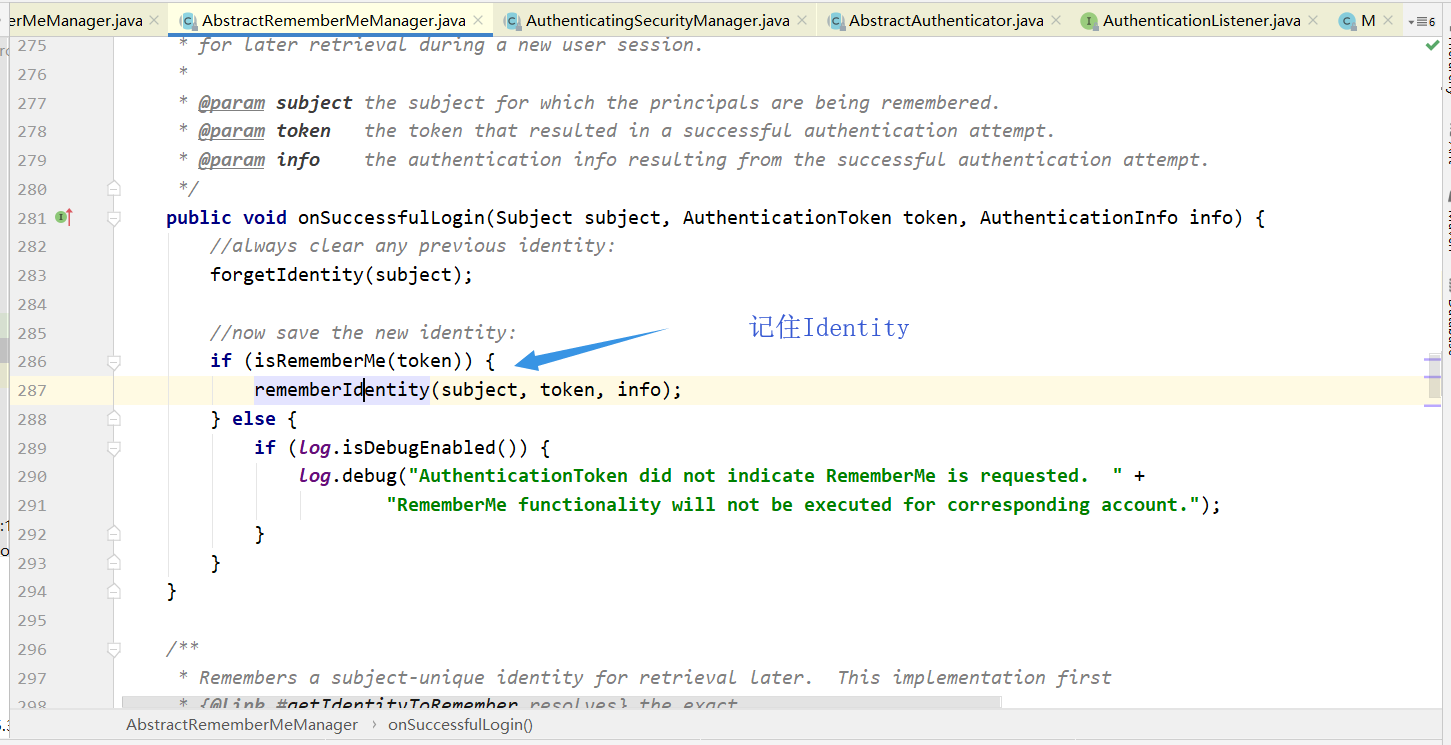 erMeManager.java AbstractRememberMeManager.java AuthenticatingSecurityManager.java AbstractAuthenticator.java AuthenticationListener.java M 6
275 * for later retrieval during a new user session.
276 *
277 * @param subject the subject for which the principals are being remembered.
278 * @param token the token that resulted in a successful authentication attempt.
279 * @param info the authentication info resulting from the successful authentication attempt.
280 */
281 public void onSuccessfulLogin(Subject subject, AuthenticationToken token, AuthenticationInfo info) {
282 //always clear any previous identity:
283 forgetIdentity(subject);
284
记住Identity
285 //now save the new identity:
286 if (isRememberMe(token)) {
287 rememberIdentity(subject, token, info);
288 } else {
289 if (log.isDebugEnabled()) {
290 log.debug("AuthenticationToken did not indicate RememberMe is requested.  " +
291 "RememberMe functionality will not be executed for corresponding account.");
292 }
293 }
294 }
295
296 /**
297 * Remembers a subject-unique identity for retrieval later.  This implementation first
298 * {@link #getIdentityToRemember resolves} the exact
AbstractRememberMeManager › onSuccessfulLogin()